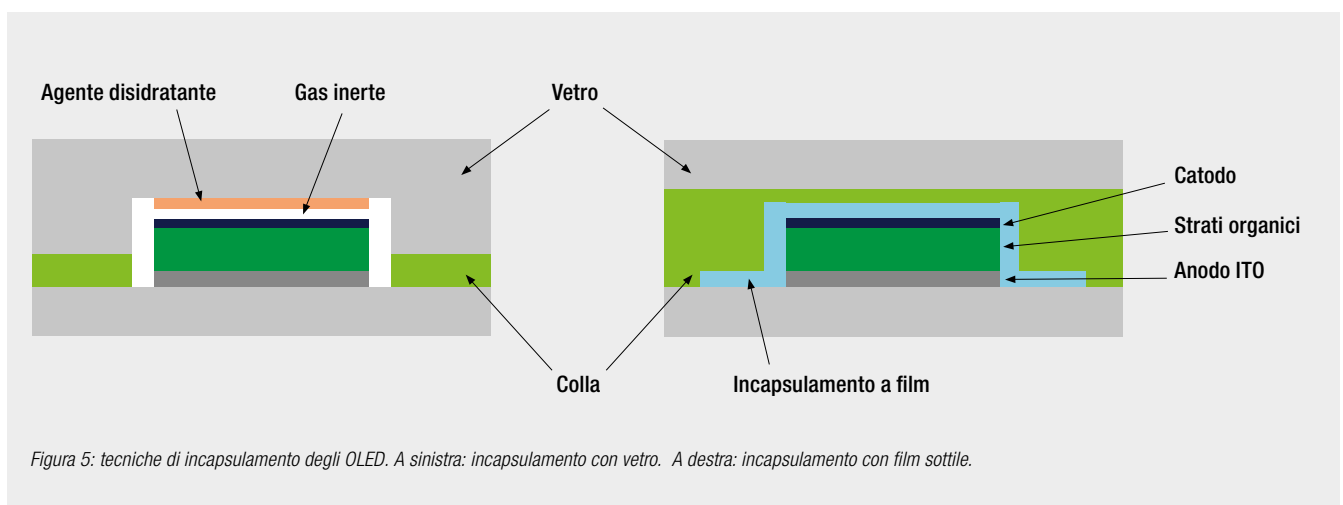 Agente disidratante
Gas inerte
Vetro
Catodo
Strati organici
Anodo ITO
Colla
Incapsulamento a film
Figura 5: tecniche di incapsulamento degli OLED. A sinistra: incapsulamento con vetro. A destra: incapsulamento con film sottile.